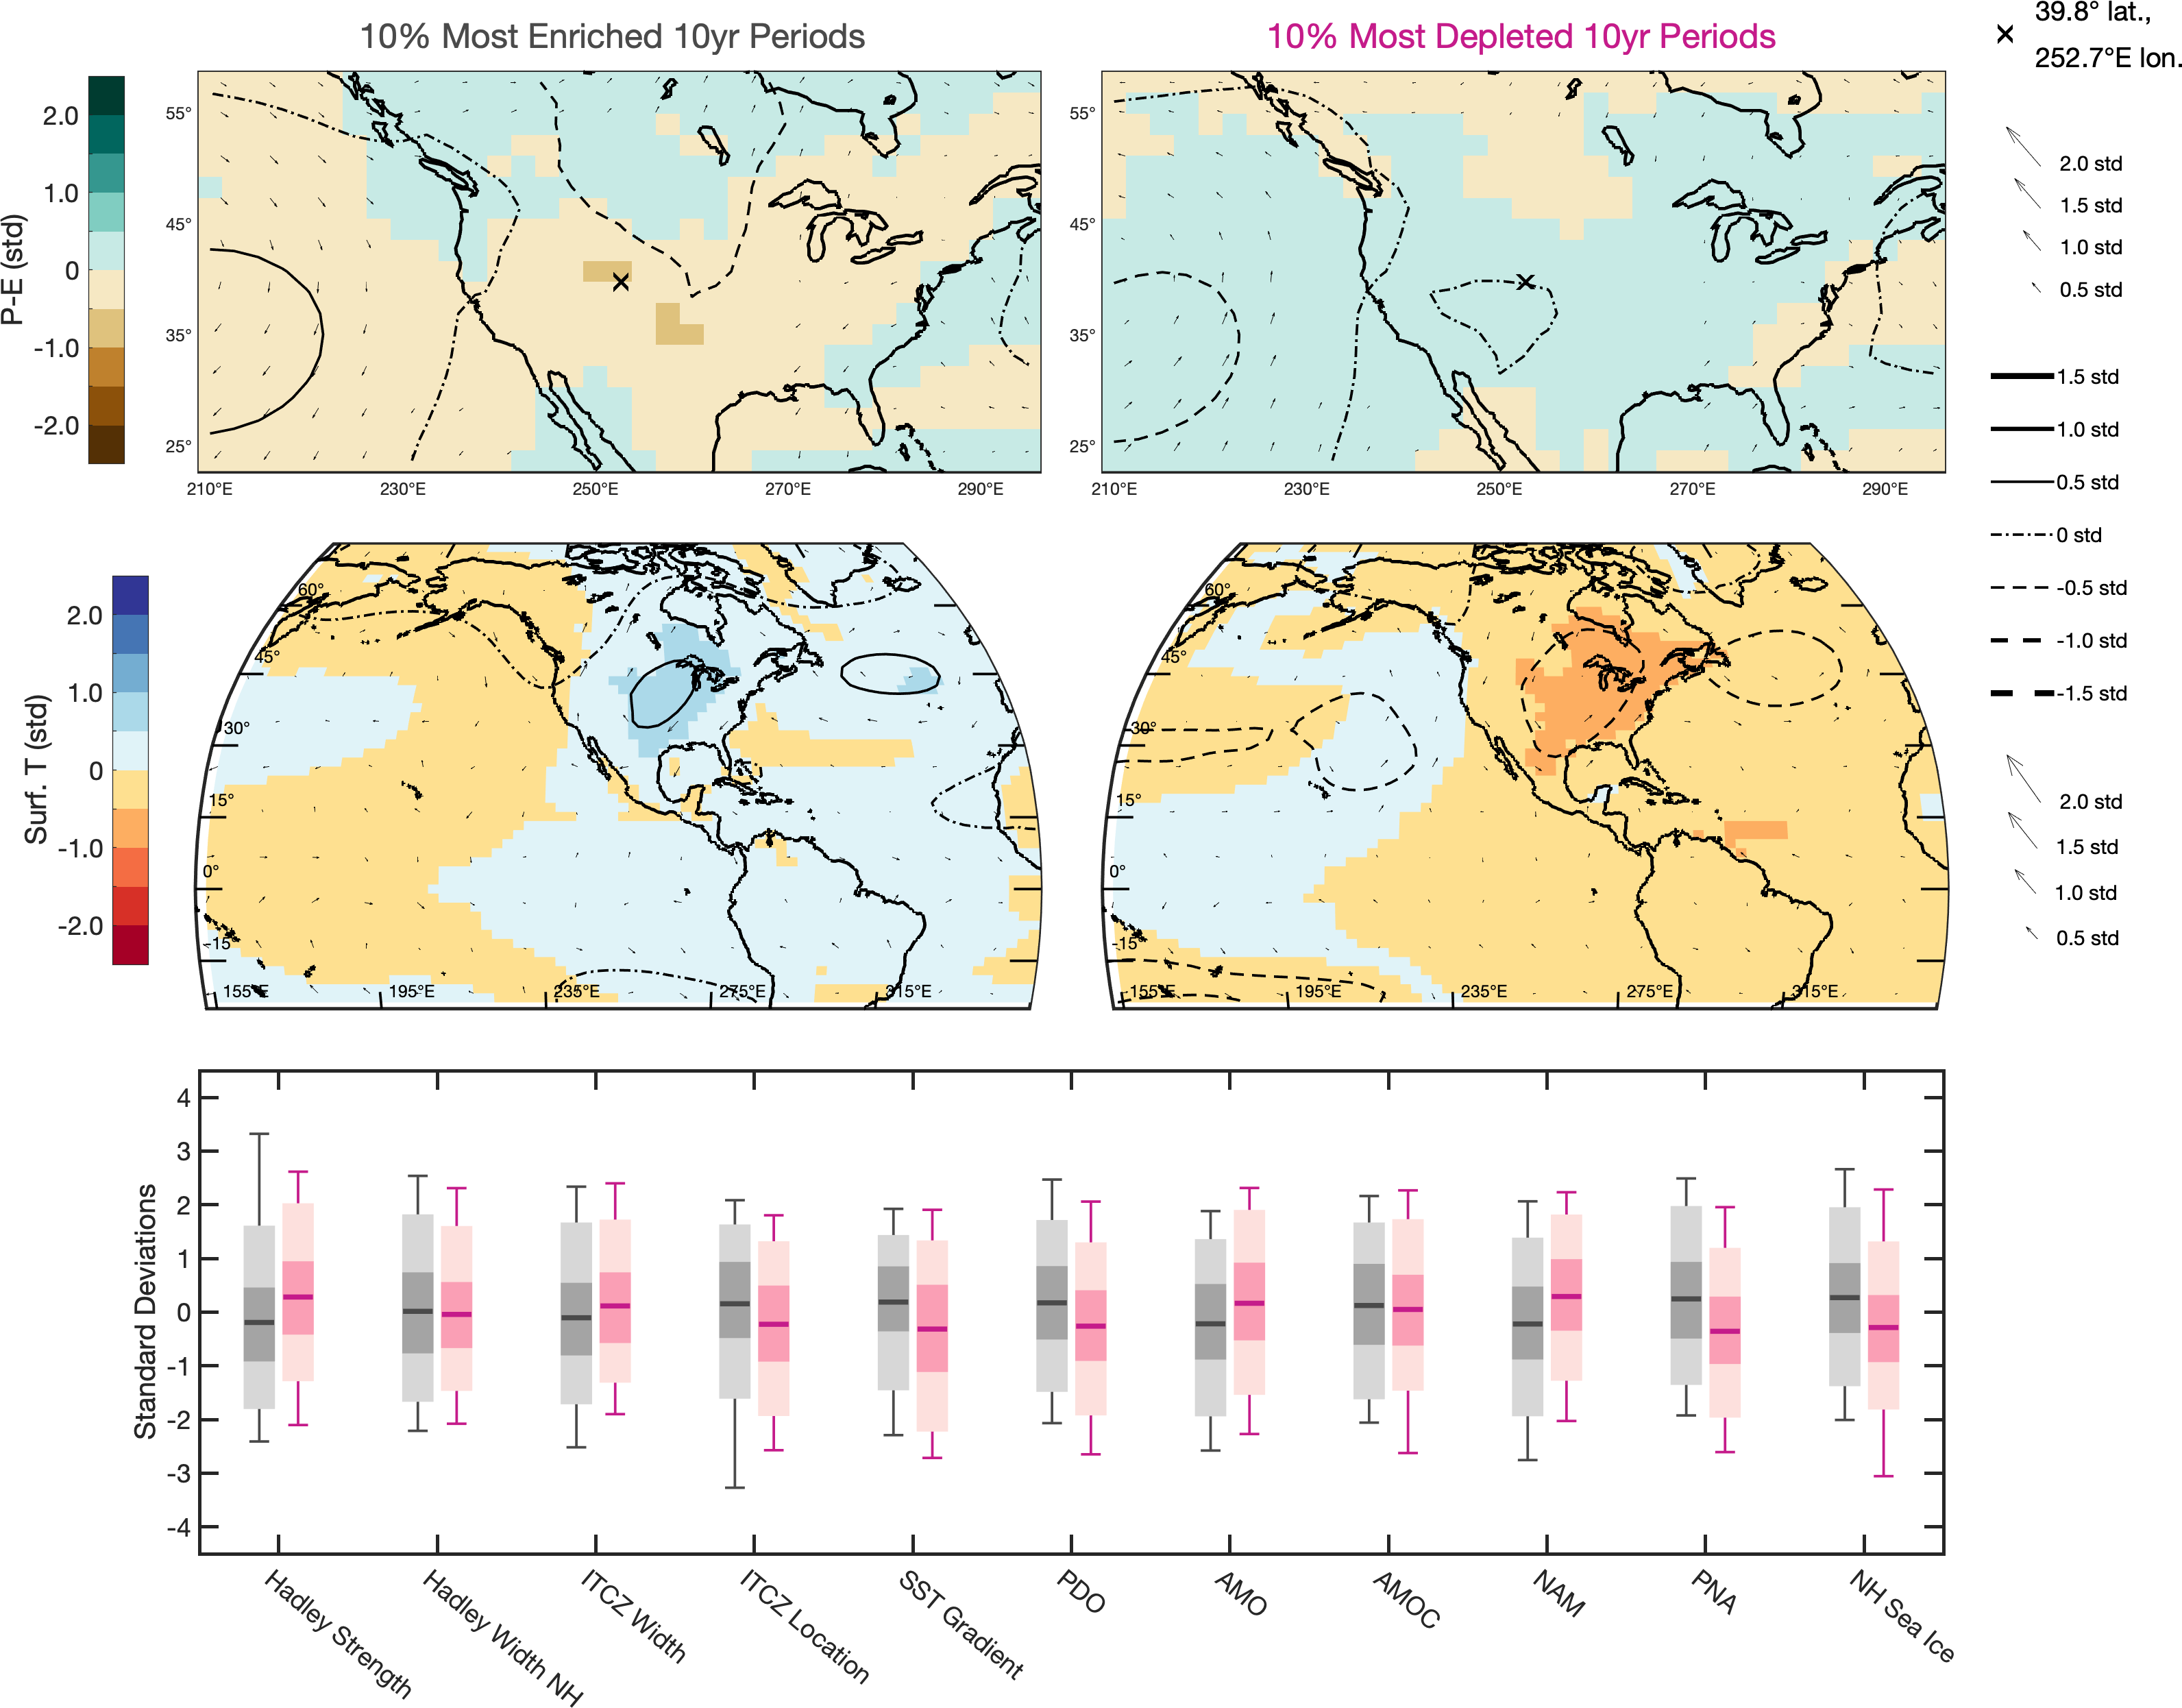 10% Most Enriched 10yr Periods
10% Most Depleted 10yr Periods
39.8° lat.,
252.7°E lon.
P-E (std)
2.0
1.0
0
-1.0
-2.0
55°
45°
35°
25°
210°E 230°E 250°E 270°E 290°E
55°
45°
35°
25°
210°E 230°E 250°E 270°E 290°E
2.0 std
1.5 std
1.0 std
0.5 std
1.5 std
1.0 std
0.5 std
0 std
-0.5 std
-1.0 std
-1.5 std
Surf. T (std)
2.0
1.0
0
-1.0
-2.0
60°
45°
30°
15°
0°
-15°
155°E 195°E 235°E 275°E 315°E
60°
45°
30°
15°
0°
-15°
155°E 195°E 235°E 275°E 315°E
2.0 std
1.5 std
1.0 std
0.5 std
Standard Deviations
4
3
2
1
0
-1
-2
-3
-4
Hadley Strength
Hadley Width NH
ITCZ Width
ITCZ Location
SST Gradient
PDO
AMO
AMOC
NAM
PNA
NH Sea Ice